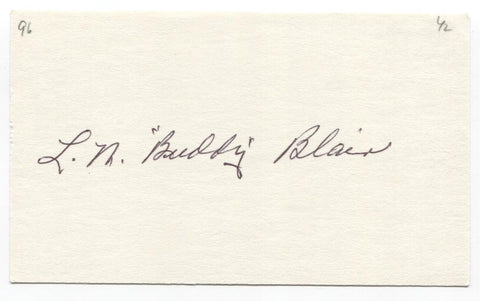 96 42
L. N. "Buddy" Blair